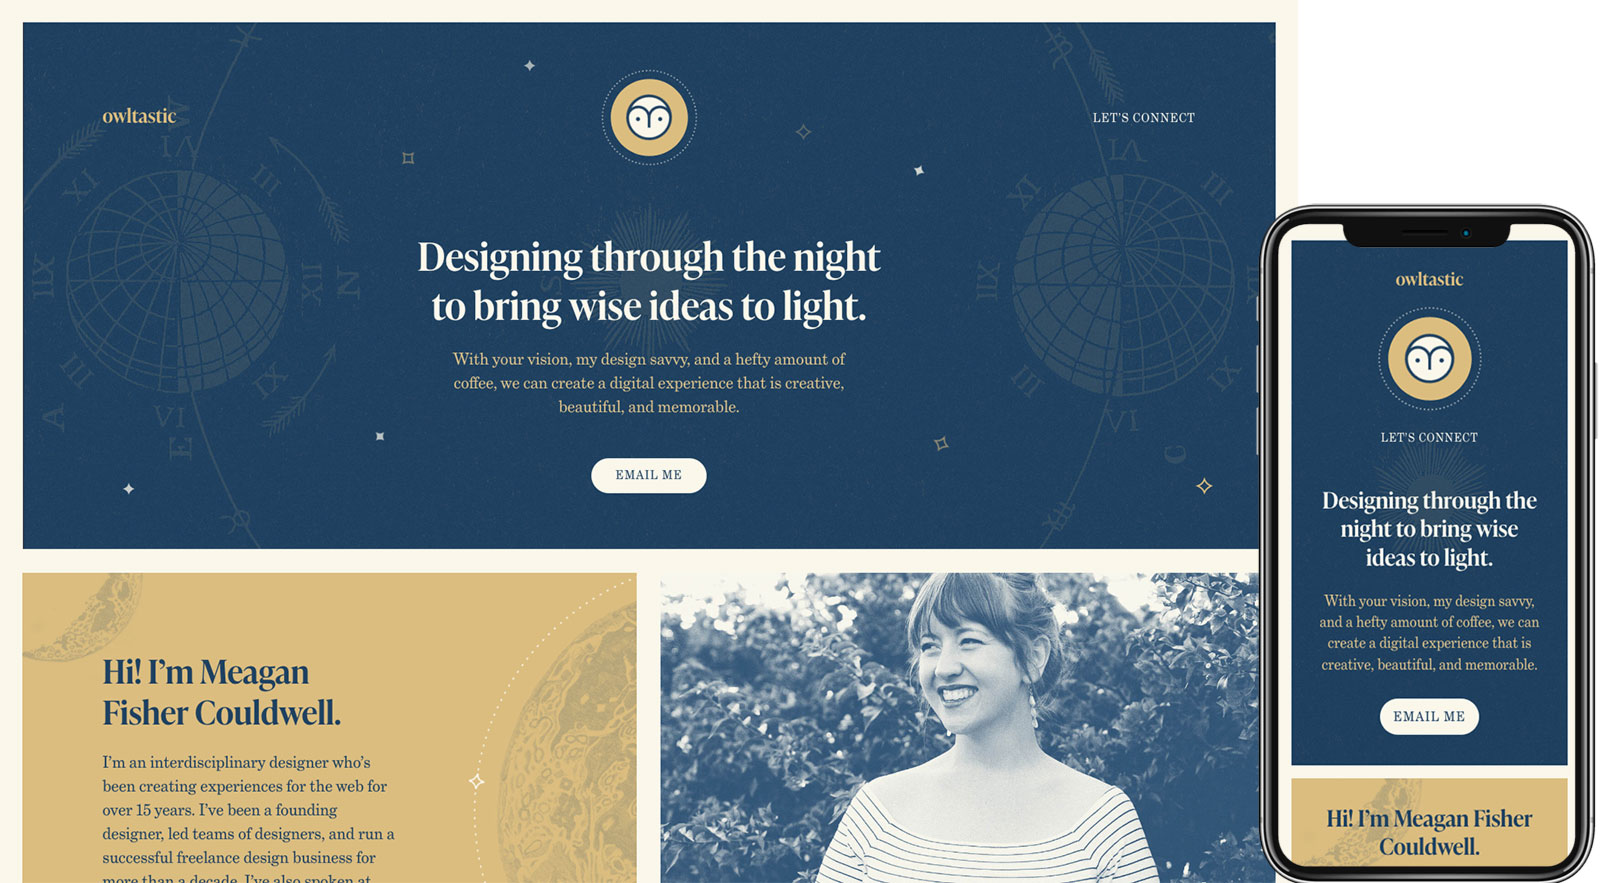 owltastic
LET'S CONNECT
Designing through the night
to bring wise ideas to light.
With your vision, my design savvy, and a hefty amount of
coffee, we can create a digital experience that is creative,
beautiful, and memorable.
EMAIL ME
Hi! I'm Meagan
Fisher Couldwell.
I'm an interdisciplinary designer who's
been creating experiences for the web for
over 15 years. I've been a founding
designer, led teams of designers, and run a
successful freelance design business for
more than a decade. I've also spoken at
owltastic
LET'S CONNECT
Designing through the
night to bring wise
ideas to light.
With your vision, my design savvy,
and a hefty amount of coffee, we can
create a digital experience that is
creative, beautiful, and memorable.
EMAIL ME
Hi! I'm Meagan Fisher
Couldwell.